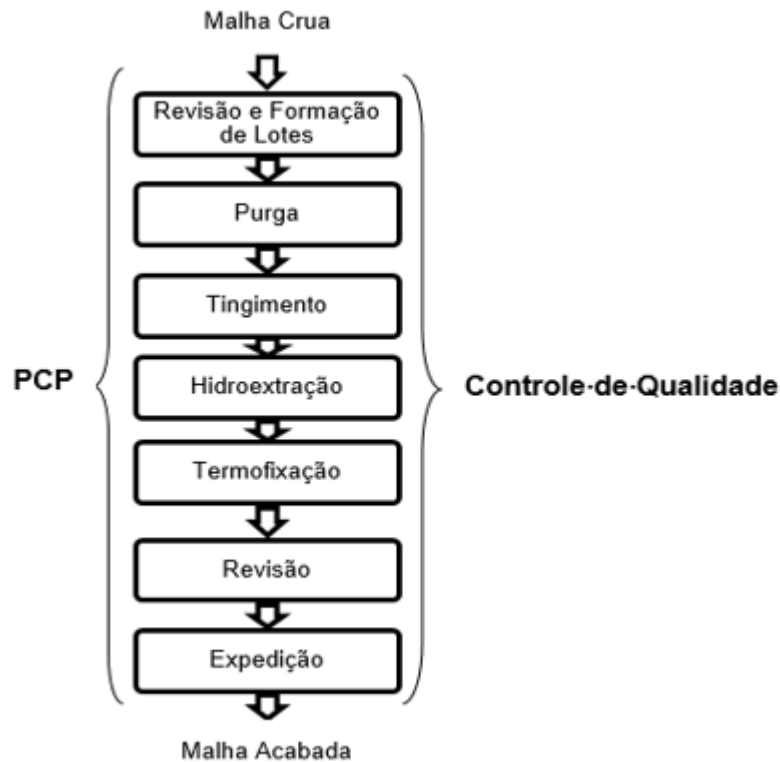 Malha Crua
Revisão e Formação
de Lotes
Purga
Tingimento
PCP
Hidroextração
Controle·de·Qualidade
Termofixação
Revisão
Expedição
Malha Acabada